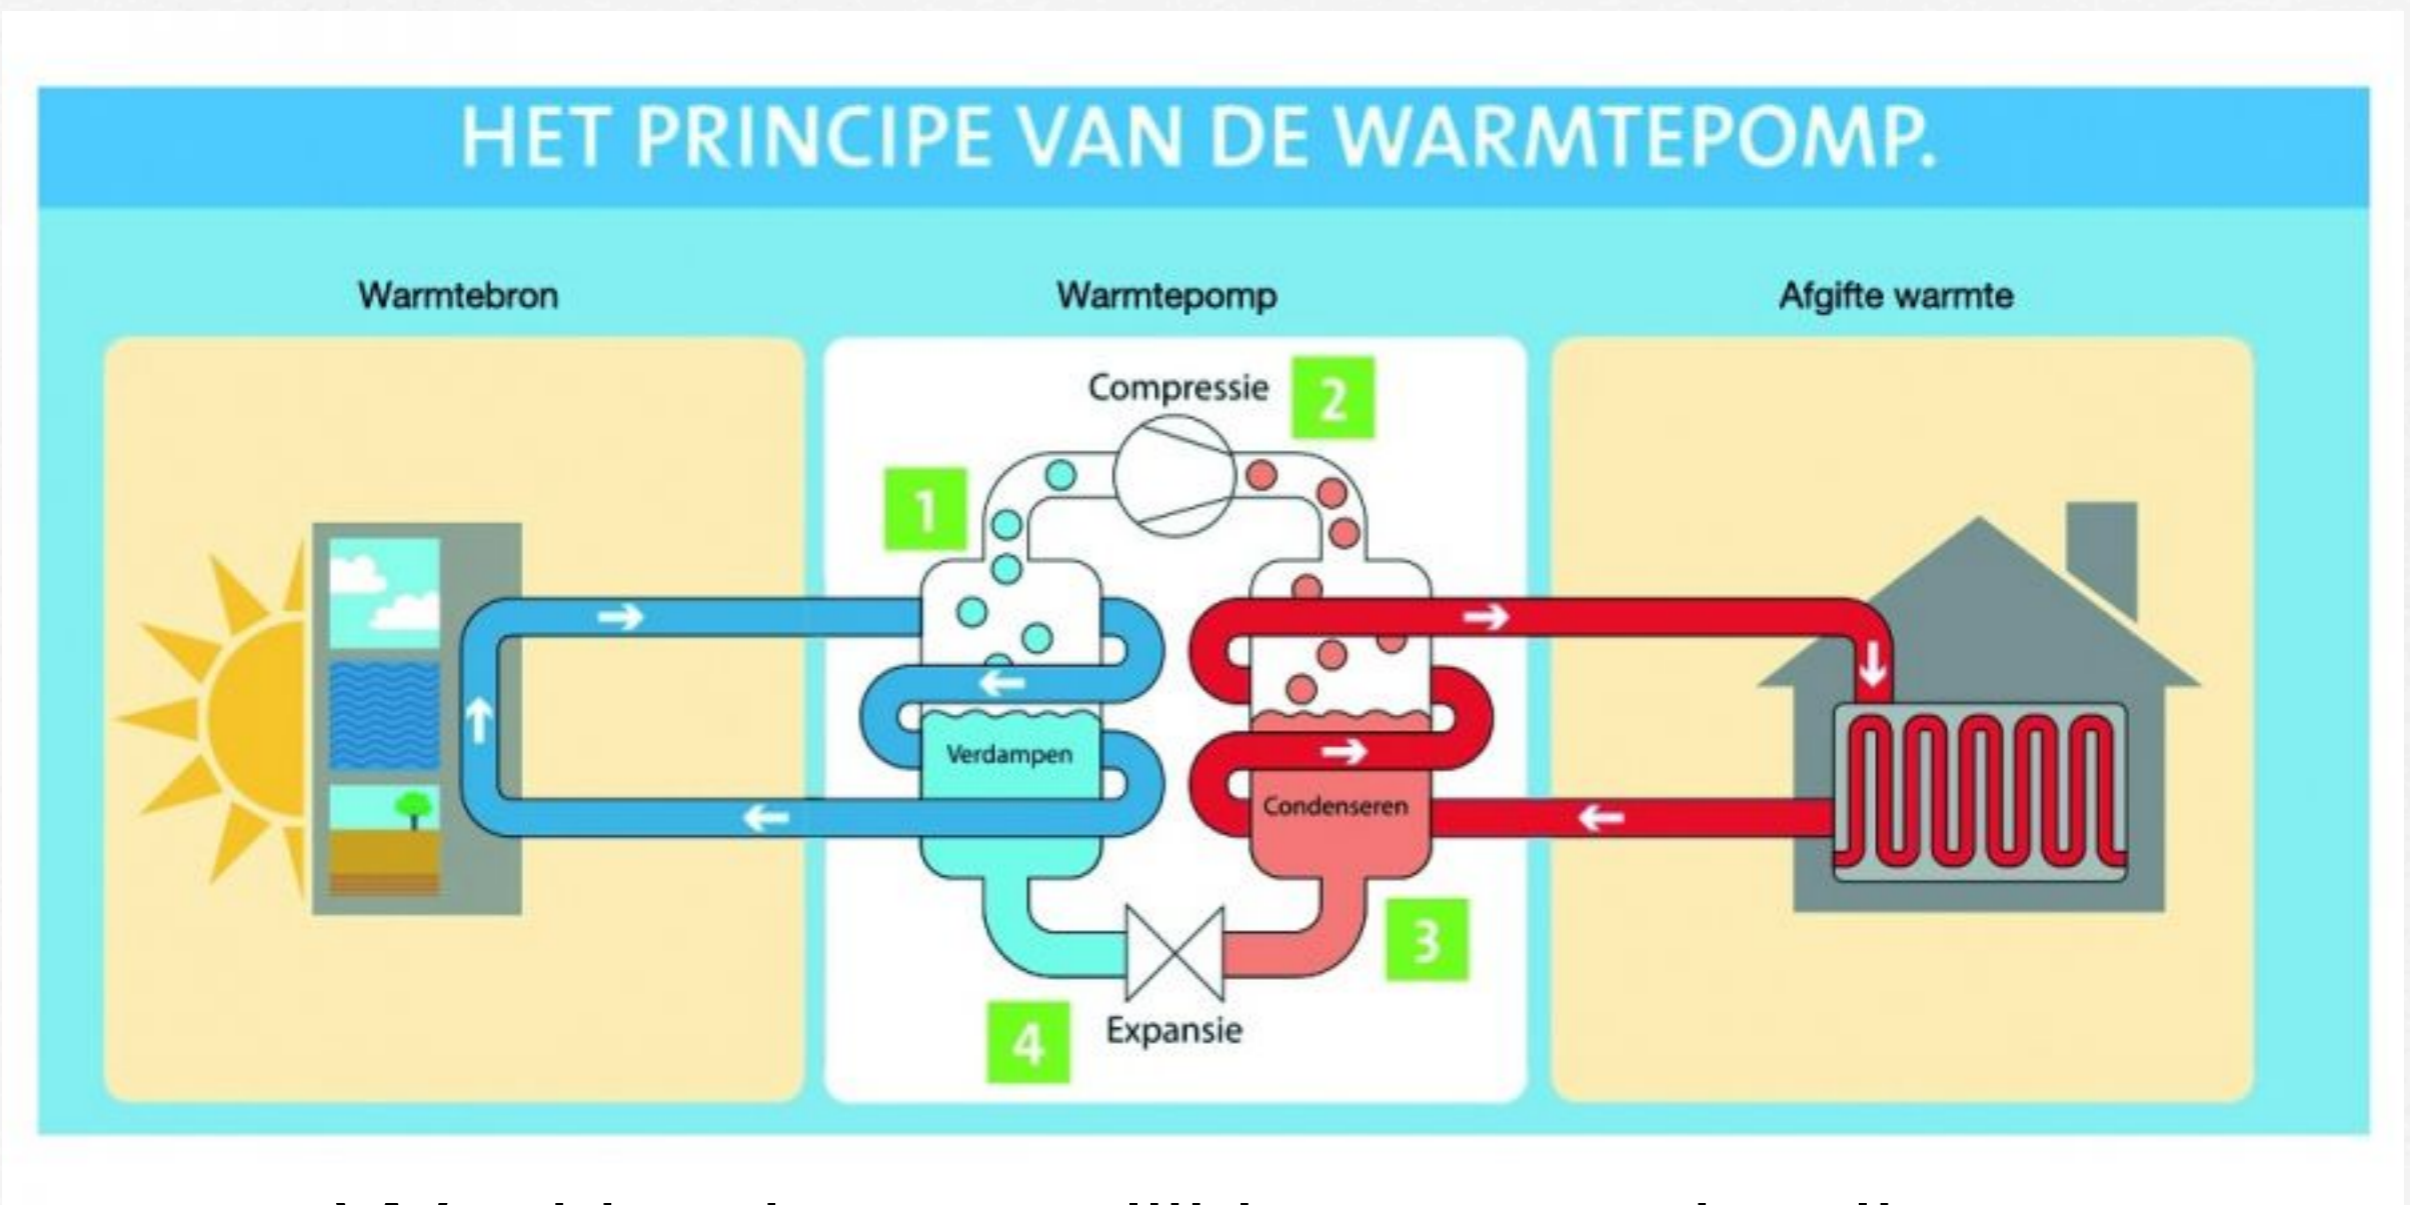 HET PRINCIPE VAN DE WARMTEPOMP.
Warmtebron
Warmtepomp
Afgifte warmte
Compressie
2
1
Verdampen
Condenseren
3
4
Expansie